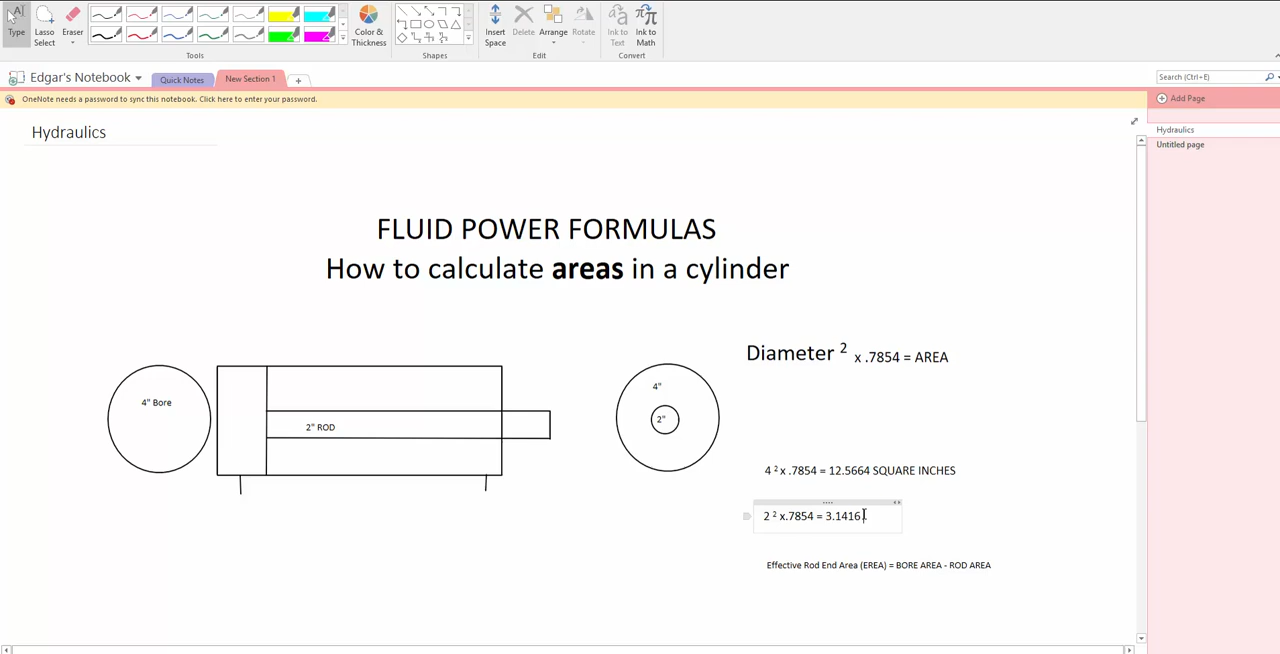 Type
Lasso
Select
Eraser
Color &
Thickness
Insert
Space
Delete
Arrange
Rotate
Ink to
Text
Ink to
Math
Tools
Shapes
Edit
Convert
Edgar's Notebook
Quick Notes
New Section 1
Search (Ctrl+E)
OneNote needs a password to sync this notebook. Click here to enter your password.
Add Page
Hydraulics
Untitled page
Hydraulics
FLUID POWER FORMULAS
How to calculate areas in a cylinder
4" Bore
2" ROD
4"
2"
Diameter ² x .7854 = AREA
4 ² x .7854 = 12.5664 SQUARE INCHES
2 ² x.7854 = 3.1416
Effective Rod End Area (EREA) = BORE AREA - ROD AREA